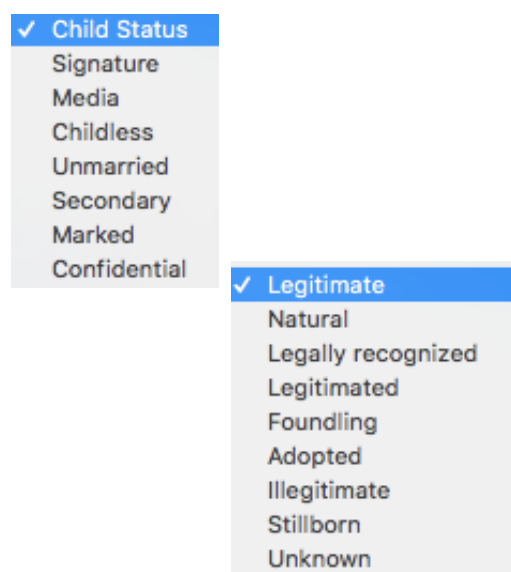 ✓ Child Status
Signature
Media
Childless
Unmarried
Secondary
Marked
Confidential
✓ Legitimate
Natural
Legally recognized
Legitimated
Foundling
Adopted
Illegitimate
Stillborn
Unknown